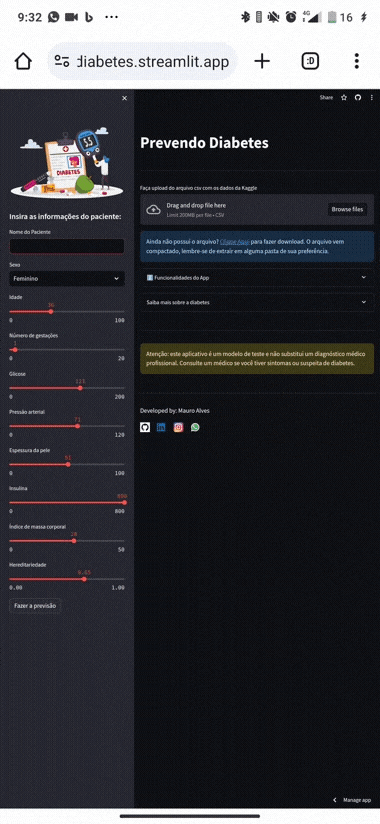 9:32
4G
16
diabetes.streamlit.app
:D
Share
DIABETES
Insira as informações do paciente:
Nome do Paciente
Sexo
Feminino
Idade
36
0 100
Número de gestações
1
0 20
Glicose
121
0 200
Pressão arterial
71
0 120
Espessura da pele
51
0 100
Insulina
800
0 800
Índice de massa corporal
28
0 50
Hereditariedade
0.65
0.00 1.00
Fazer a previsão
Prevendo Diabetes
Faça upload do arquivo csv com os dados da Kaggle
Drag and drop file here
Limit 200MB per file • CSV
Browse files
Ainda não possui o arquivo? Clique Aqui para fazer download. O arquivo vem
compactado, lembre-se de extrair em alguma pasta de sua preferência.
Funcionalidades do App
Saiba mais sobre a diabetes
Atenção: este aplicativo é um modelo de teste e não substitui um diagnóstico médico
profissional. Consulte um médico se você tiver sintomas ou suspeita de diabetes.
Developed by: Mauro Alves
Manage app